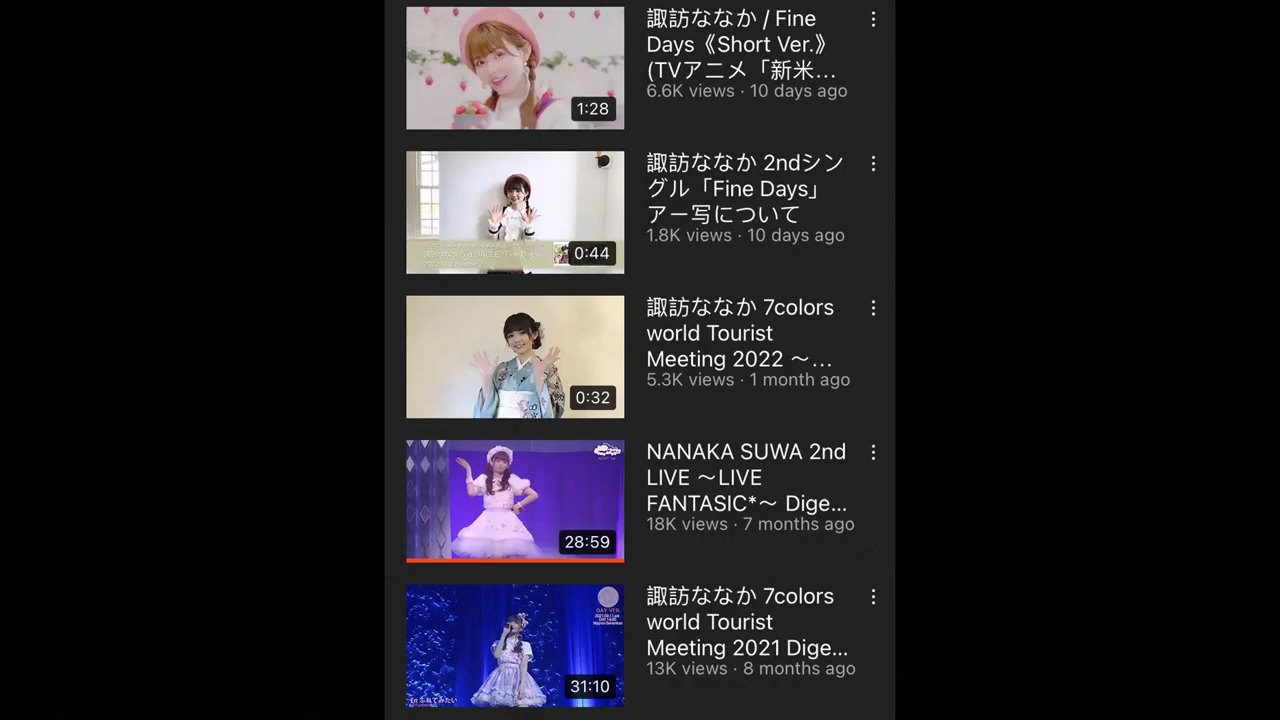 諏訪ななか / Fine
Days《Short Ver.》
(TVアニメ「新米...
6.6K views · 10 days ago
1:28
諏訪ななか 2ndシン
グル「Fine Days」
アー写について
1.8K views · 10 days ago
0:44
諏訪ななか 7colors
world Tourist
Meeting 2022 〜...
5.3K views · 1 month ago
0:32
NANAKA SUWA 2nd
LIVE 〜LIVE
FANTASIC*〜 Dige...
18K views · 7 months ago
28:59
諏訪ななか 7colors
world Tourist
Meeting 2021 Dige...
13K views · 8 months ago
DAY VER.
31:10